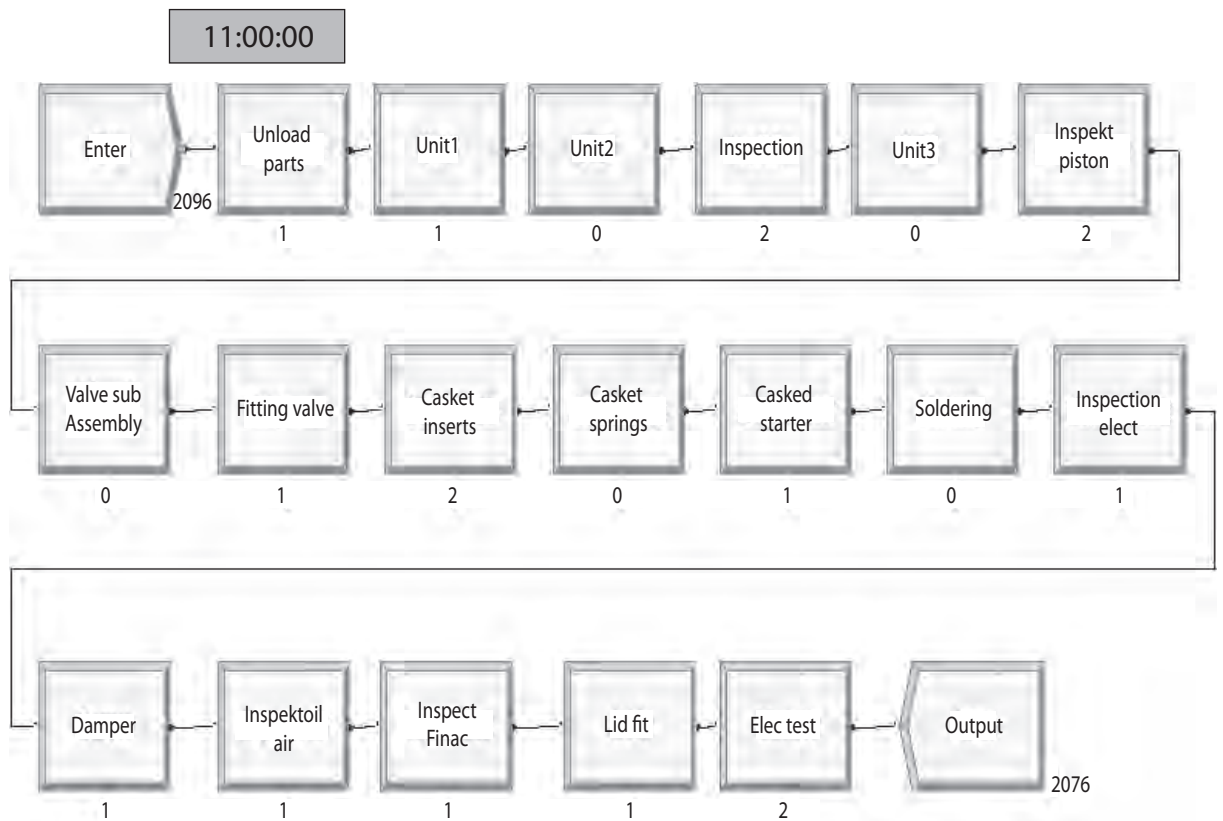 11:00:00
Enter
2096
Unload
parts
1
Unit1
1
Unit2
0
Inspection
2
Unit3
0
Inspekt
piston
2
Valve sub
Assembly
0
Fitting valve
1
Casket
inserts
2
Casket
springs
0
Casked
starter
1
Soldering
0
Inspection
elect
1
Damper
1
Inspektoil
air
1
Inspect
Finac
1
Lid fit
1
Elec test
2
Output
2076